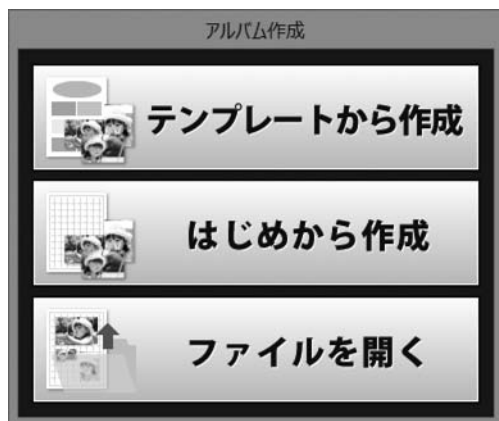 アルバム作成
テンプレートから作成
はじめから作成
ファイルを開く